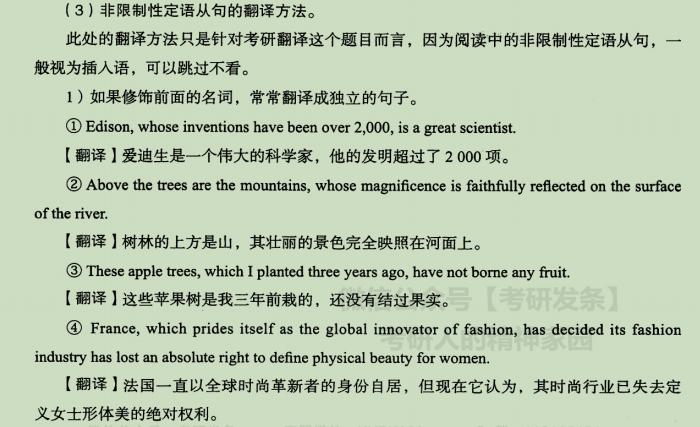 （3）非限制性定语从句的翻译方法。
此处的翻译方法只是针对考研翻译这个题目而言，因为阅读中的非限制性定语从句，一
般视为插入语，可以跳过不看。
1）如果修饰前面的名词，常常翻译成独立的句子。
① Edison, whose inventions have been over 2,000, is a great scientist.
【翻译】爱迪生是一个伟大的科学家，他的发明超过了 2 000 项。
② Above the trees are the mountains, whose magnificence is faithfully reflected on the surface
of the river.
【翻译】树林的上方是山，其壮丽的景色完全映照在河面上。
③ These apple trees, which I planted three years ago, have not borne any fruit.
【翻译】这些苹果树是我三年前栽的，还没有结过果实。
微信公众号【考研发条】
④ France, which prides itself as the global innovator of fashion, has decided its fashion
考研人的精神家园
industry has lost an absolute right to define physical beauty for women.
【翻译】法国一直以全球时尚革新者的身份自居，但现在它认为，其时尚行业已失去定
义女士形体美的绝对权利。